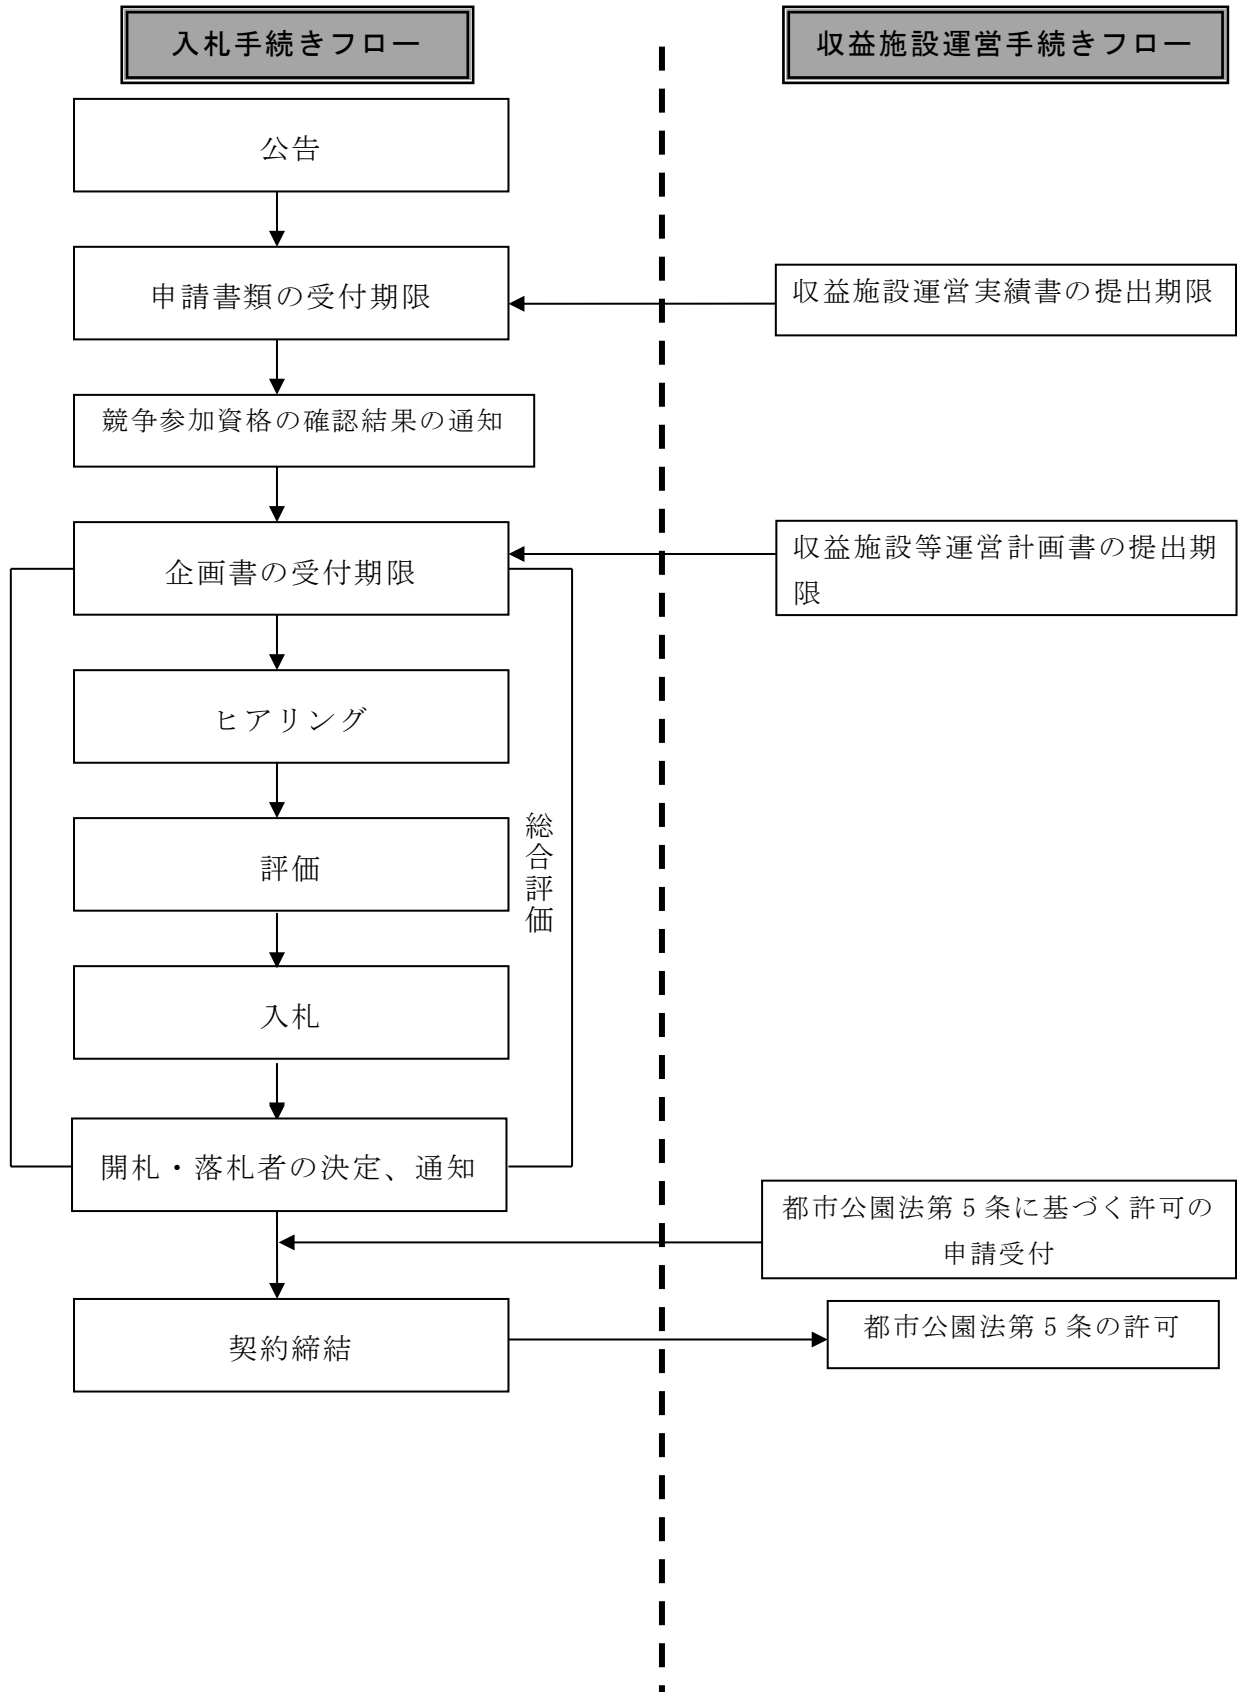 入札手続きフロー
収益施設運営手続きフロー
公告
申請書類の受付期限
収益施設運営実績書の提出期限
競争参加資格の確認結果の通知
企画書の受付期限
収益施設等運営計画書の提出期
限
ヒアリング
評価
総合評価
入札
開札・落札者の決定、通知
都市公園法第5条に基づく許可の
申請受付
契約締結
都市公園法第5条の許可